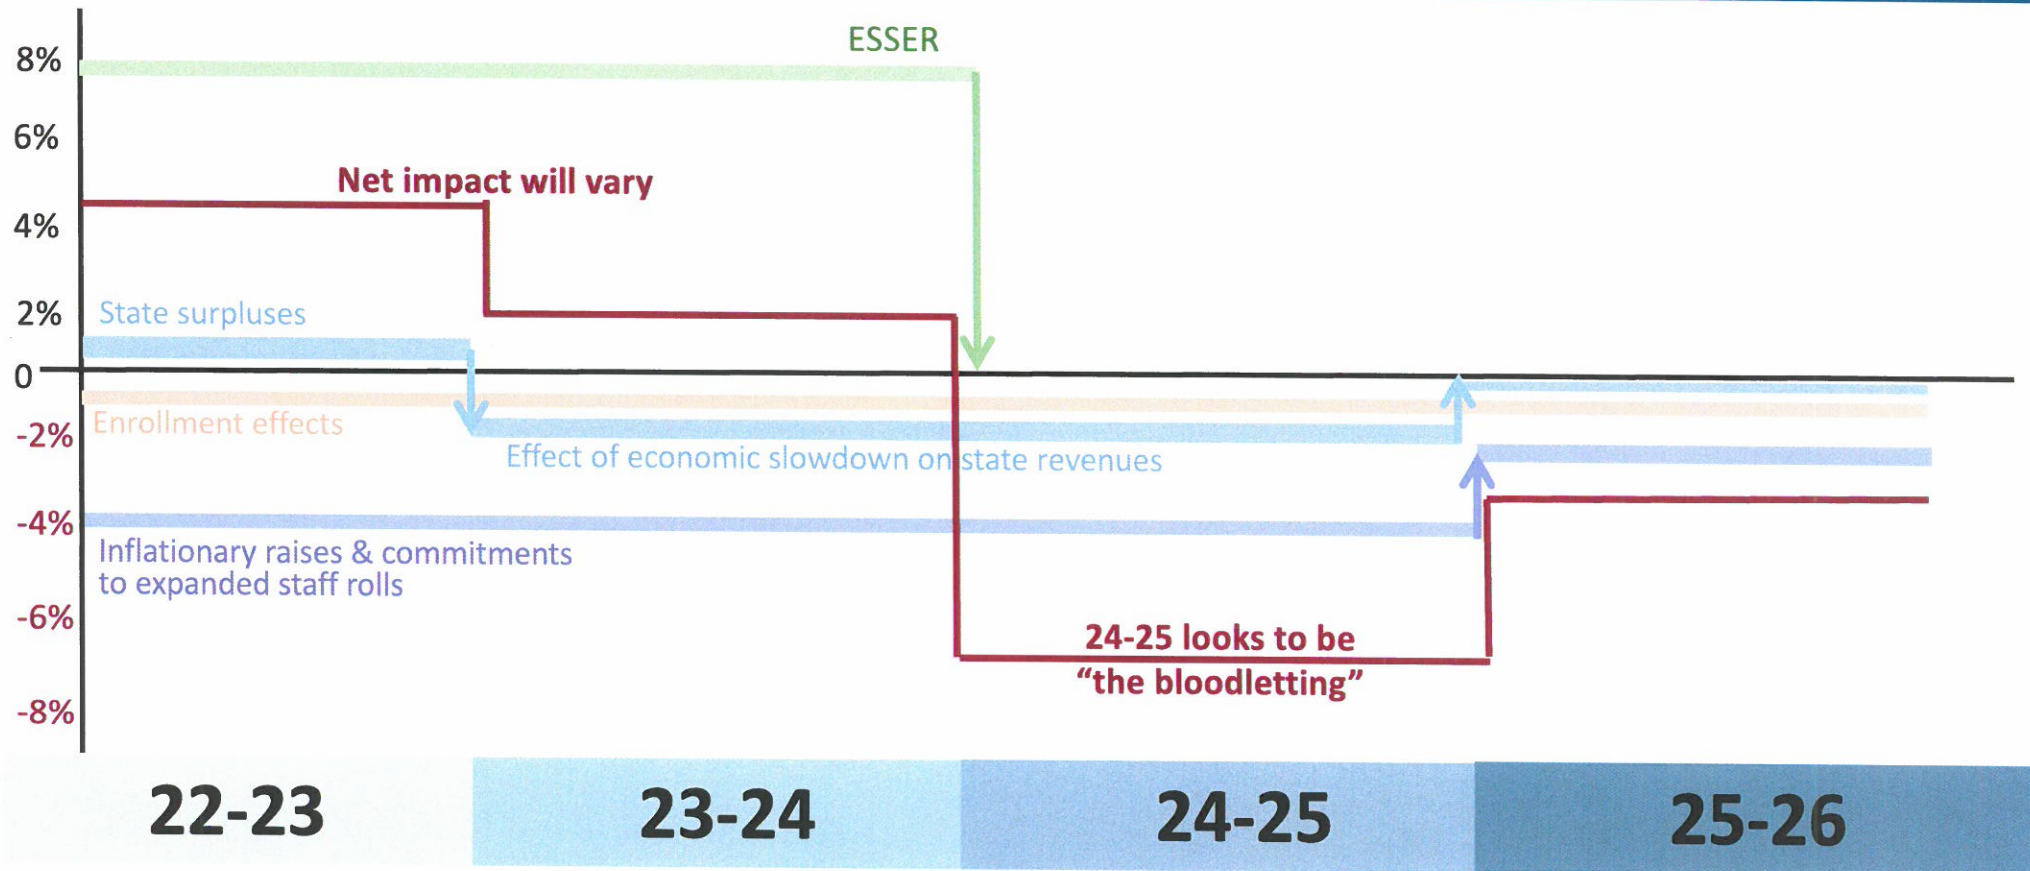 ESSER
8%
6%
Net impact will vary
4%
2%
State surpluses
0
Enrollment effects
-2%
Effect of economic slowdown on state revenues
-4%
Inflationary raises & commitments
to expanded staff rolls
-6%
24-25 looks to be
“the bloodletting”
-8%
22-23
23-24
24-25
25-26